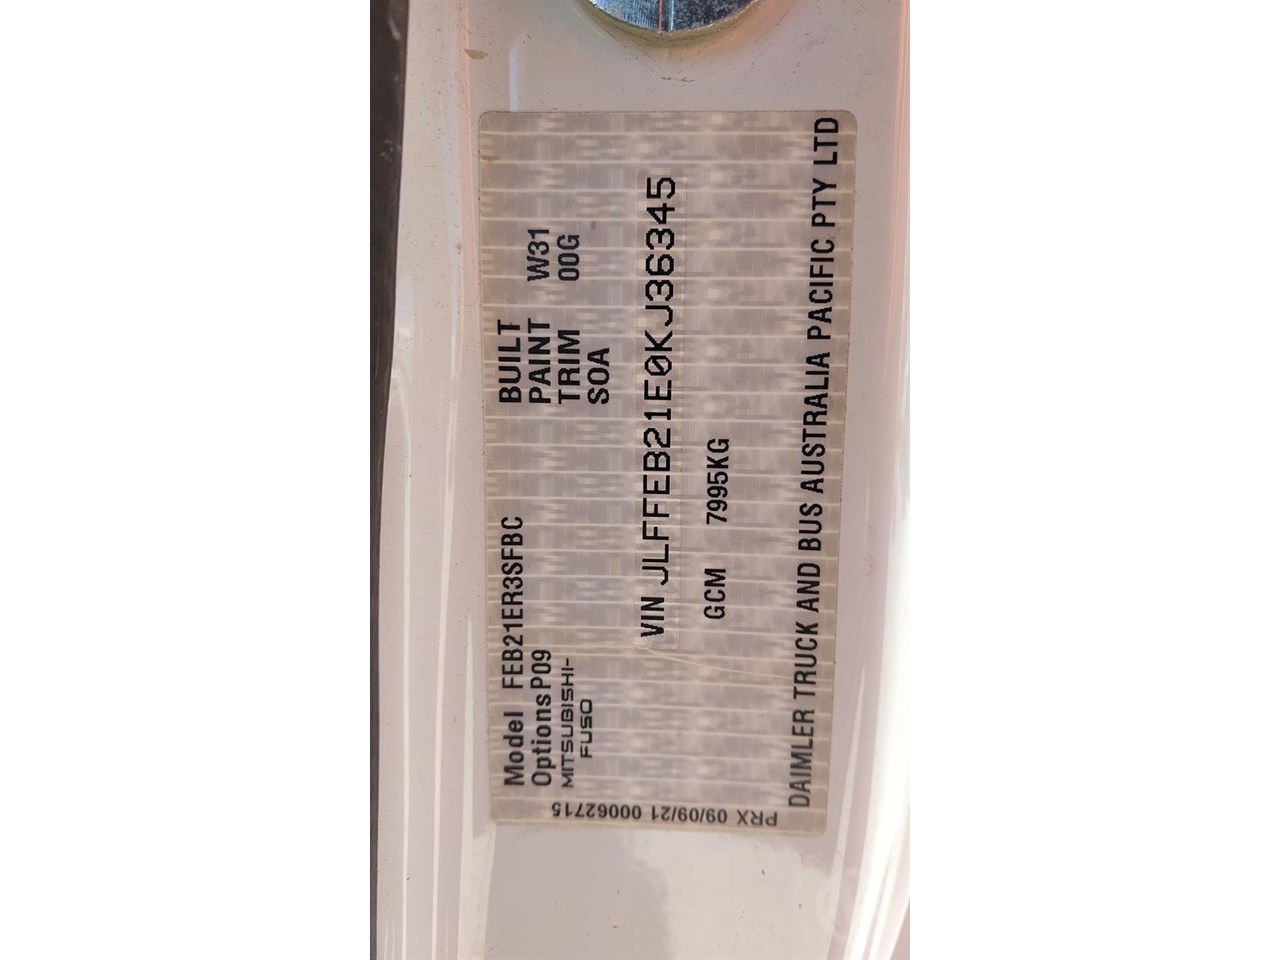 Model FEB21ER3SFBC
Options P09
MITSUBISHI-
FUSO
BUILT
PAINT W31
TRIM 00G
SOA
VIN JLFFEB21E0KJ36345
GCM 7995KG
DAIMLER TRUCK AND BUS AUSTRALIA PACIFIC PTY LTD
PRX 09/09/21 00062715